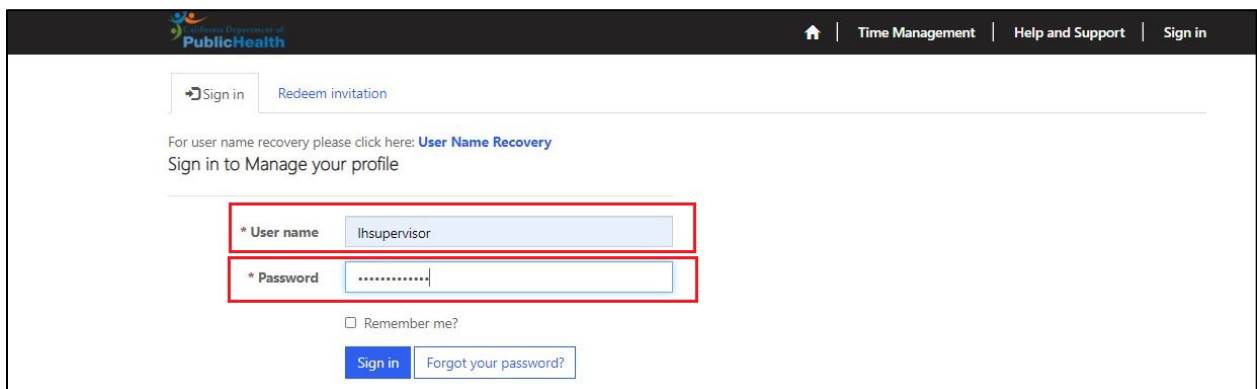 California Department of
PublicHealth
Time Management
Help and Support
Sign in
Sign in
Redeem invitation
For user name recovery please click here: User Name Recovery
Sign in to Manage your profile
* User name
lhsupervisor
* Password
•••••••••••••
Remember me?
Sign in
Forgot your password?